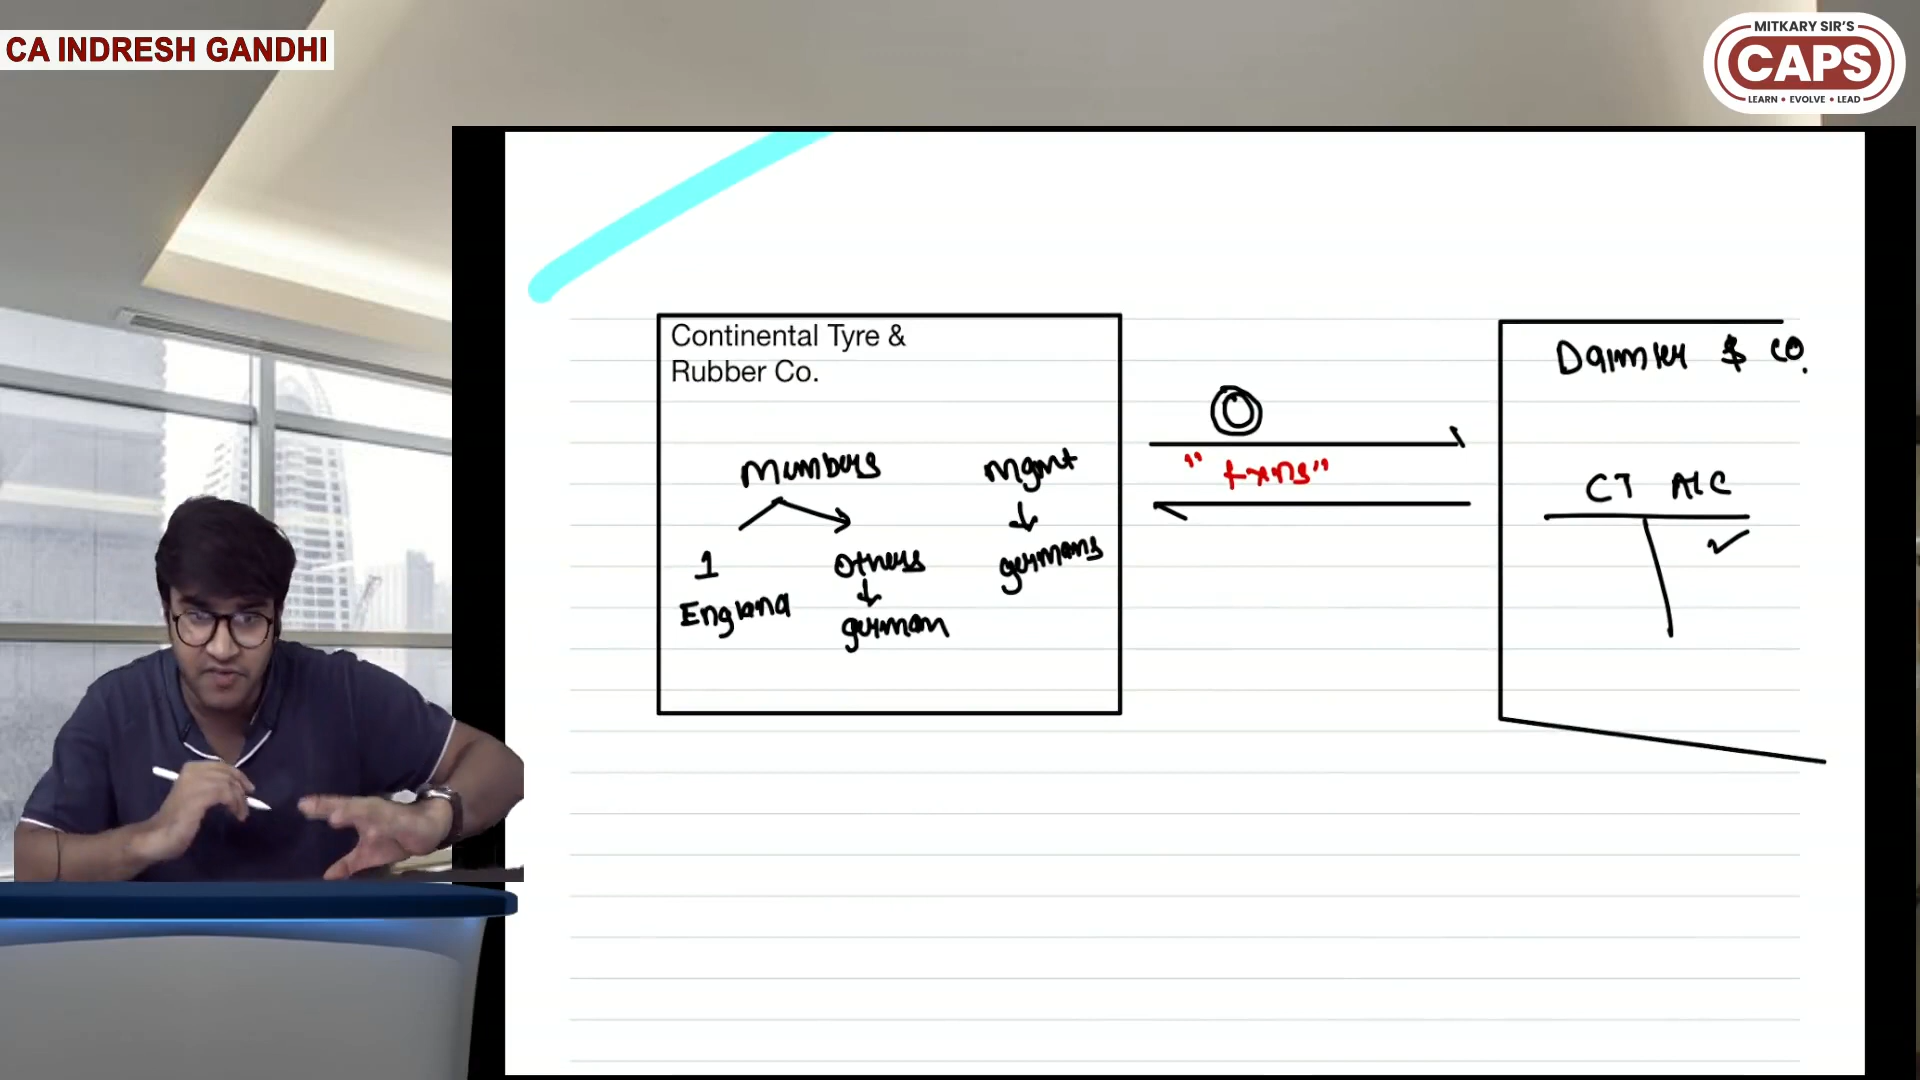 CA INDRESH GANDHI
MITKARY SIR'S
CAPS
LEARN • EVOLVE • LEAD
Continental Tyre &
Rubber Co.
Members
Mgmt
1
England
Others
german
germans
"txns"
Daimler & co.
CT A/C